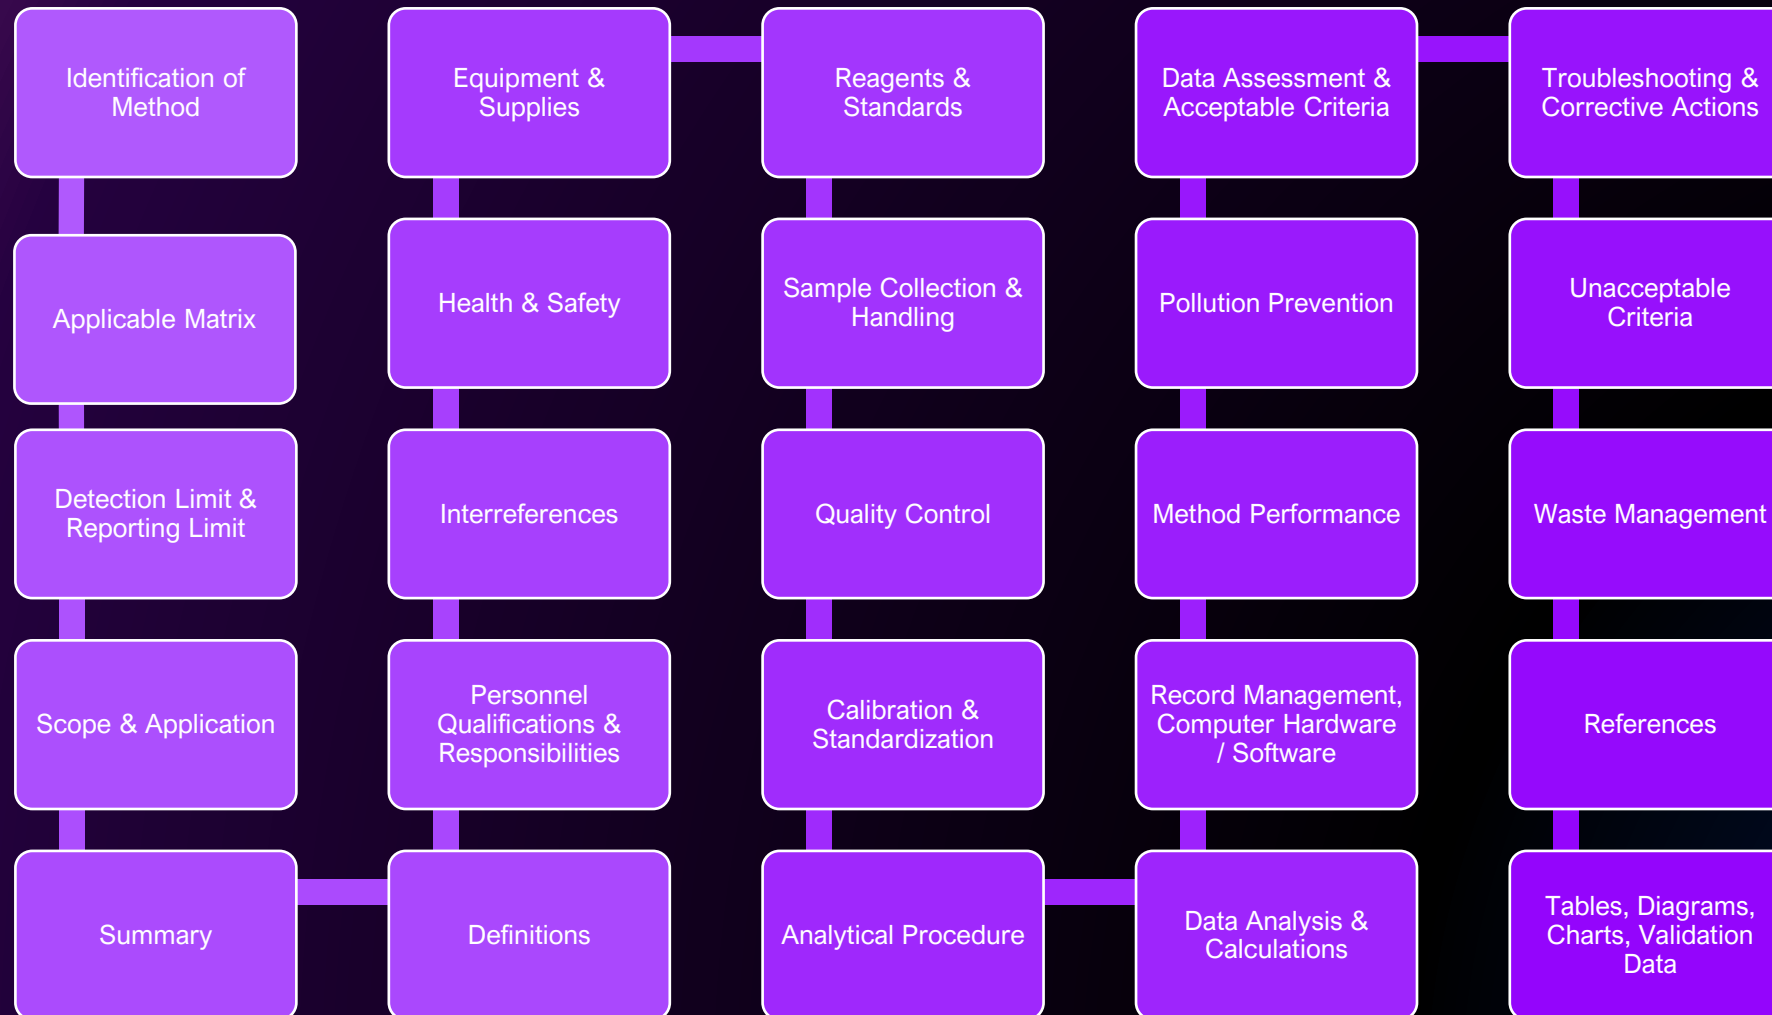 Identification of
Method
Applicable Matrix
Detection Limit &
Reporting Limit
Scope & Application
Summary
Definitions
Personnel
Qualifications &
Responsibilities
Interreferences
Health & Safety
Equipment &
Supplies
Reagents &
Standards
Sample Collection &
Handling
Quality Control
Calibration &
Standardization
Analytical Procedure
Data Analysis &
Calculations
Record Management,
Computer Hardware
/ Software
Method Performance
Pollution Prevention
Data Assessment &
Acceptable Criteria
Troubleshooting &
Corrective Actions
Unacceptable
Criteria
Waste Management
References
Tables, Diagrams,
Charts, Validation
Data